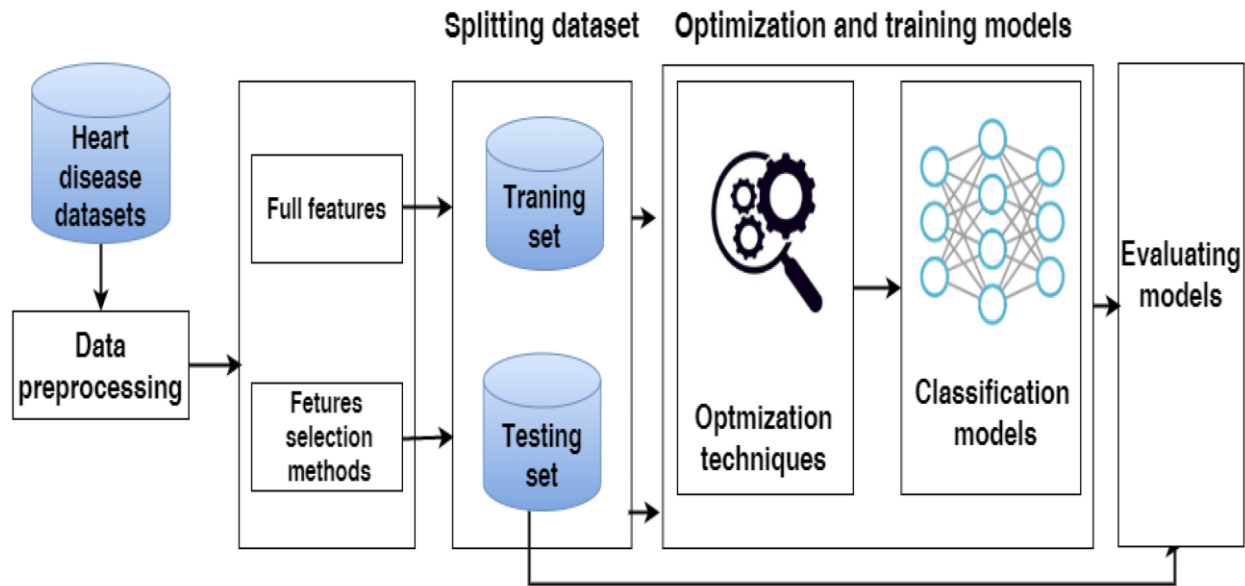 Splitting dataset
Optimization and training models
Heart
disease
datasets
Data
preprocessing
Full features
Fetures
selection
methods
Traning
set
Testing
set
Optmization
techniques
Classification
models
Evaluating
models